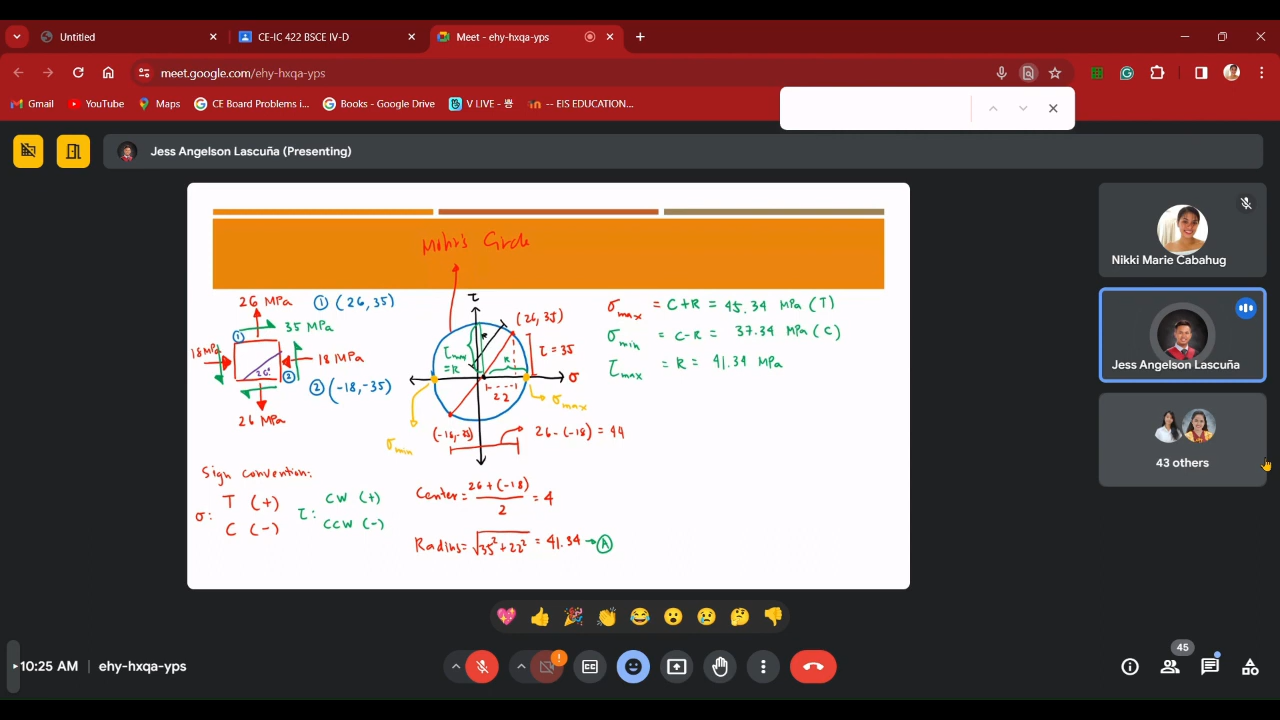 Untitled
CE-IC 422 BSCE IV-D
Meet - ehy-hxqa-yps
meet.google.com/ehy-hxqa-yps
Gmail
YouTube
Maps
CE Board Problems i...
Books - Google Drive
V LIVE - 뿅
-- EIS EDUCATION...
Jess Angelson Lascuña (Presenting)
Mohr's Circle
26 MPa
① (26,35)
35 MPa
①
18 MPa
18 MPa
②
② (-18,-35)
26 MPa
τ
(26,35)
τ = 35
τmax
=R
R
R
σ
22
σmax
σmin
(-18,-35)
26-(-18) = 44
σmax = C+R = 45.34 MPa (T)
σmin = C-R = 37.34 MPa (C)
τmax = R = 41.34 MPa
Sign convention:
σ: T (+)
C (-)
τ: CW (+)
CCW (-)
Center = 26+(-18) / 2 = 4
Radius = √35²+22² = 41.34 → Ⓐ
Nikki Marie Cabahug
Jess Angelson Lascuña
43 others
10:25 AM | ehy-hxqa-yps
45